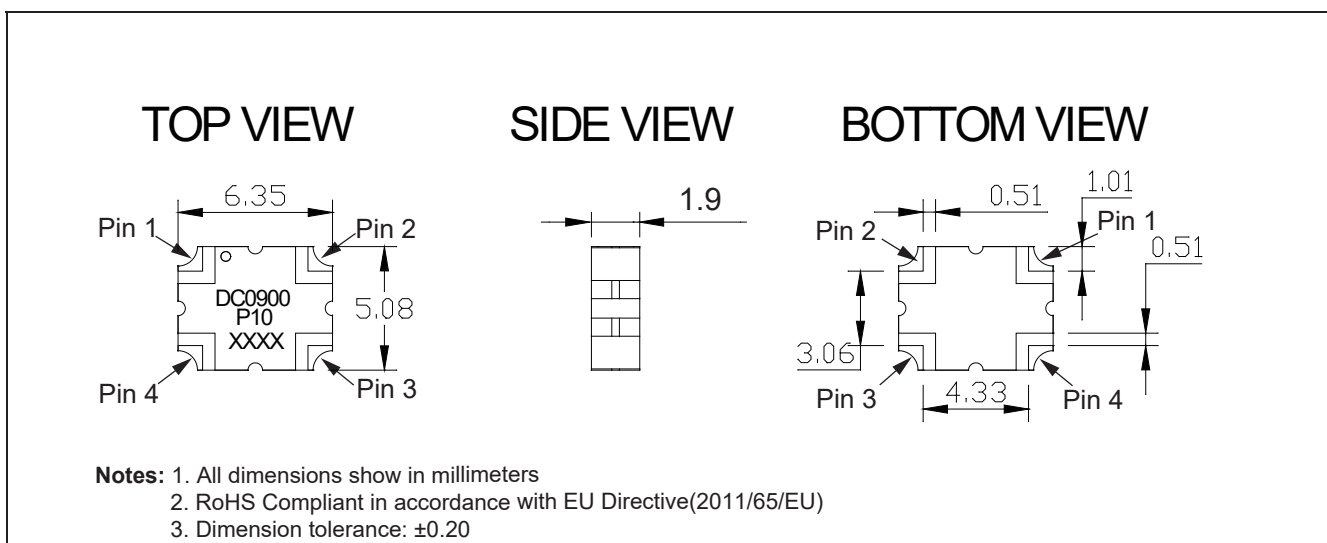 TOP VIEW
SIDE VIEW
BOTTOM VIEW
6.35
Pin 1
Pin 2
DC0900
P10
XXXX
5.08
Pin 4
Pin 3
1.9
0.51
1.01
Pin 2
Pin 1
0.51
3.06
Pin 3
4.33
Pin 4
Notes: 1. All dimensions show in millimeters
2. RoHS Compliant in accordance with EU Directive(2011/65/EU)
3. Dimension tolerance: ±0.20